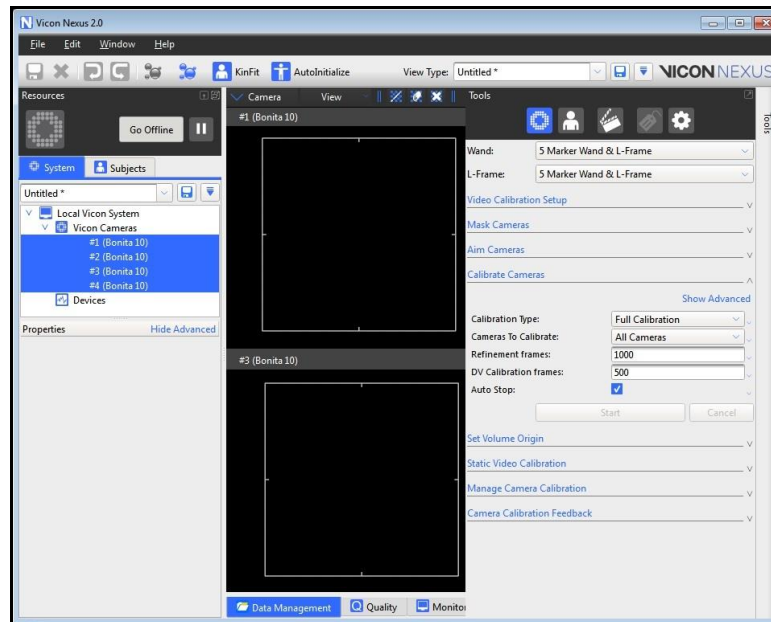 Vicon Nexus 2.0
File Edit Window Help
KinFit AutoInitialize View Type: Untitled * VICON NEXUS
Resources
Go Offline
System Subjects
Untitled *
Local Vicon System
Vicon Cameras
#1 (Bonita 10)
#2 (Bonita 10)
#3 (Bonita 10)
#4 (Bonita 10)
Devices
Properties Hide Advanced
Camera View
#1 (Bonita 10)
#3 (Bonita 10)
Data Management Quality Monito
Tools
Wand: 5 Marker Wand & L-Frame
L-Frame: 5 Marker Wand & L-Frame
Video Calibration Setup
Mask Cameras
Aim Cameras
Calibrate Cameras
Show Advanced
Calibration Type: Full Calibration
Cameras To Calibrate: All Cameras
Refinement frames: 1000
DV Calibration frames: 500
Auto Stop:
Start Cancel
Set Volume Origin
Static Video Calibration
Manage Camera Calibration
Camera Calibration Feedback
Tools